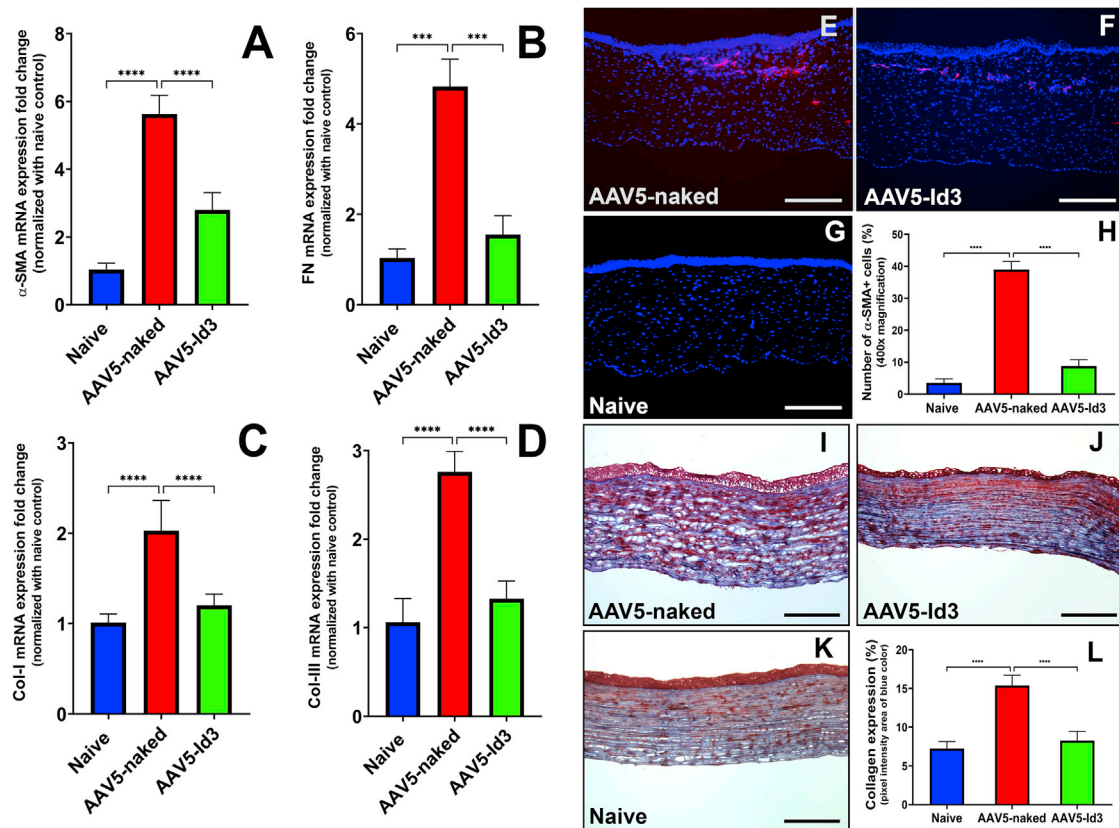 A
α-SMA mRNA expression fold change
(normalized with naive control)
8
6
4
2
0
****
****
Naive
AAV5-naked
AAV5-Id3
B
FN mRNA expression fold change
(normalized with naive control)
6
4
2
0
***
***
Naive
AAV5-naked
AAV5-Id3
C
Col-I mRNA expression fold change
(normalized with naive control)
3
2
1
0
****
****
Naive
AAV5-naked
AAV5-Id3
D
Col-III mRNA expression fold change
(normalized with naive control)
3
2
1
0
****
****
Naive
AAV5-naked
AAV5-Id3
E
AAV5-naked
F
AAV5-Id3
G
Naive
H
Number of α-SMA+ cells (%)
(400x magnification)
50
40
30
20
10
0
****
****
Naive
AAV5-naked
AAV5-Id3
I
AAV5-naked
J
AAV5-Id3
K
Naive
L
Collagen expression (%)
(pixel intensity area of blue color)
20
15
10
5
0
****
****
Naive
AAV5-naked
AAV5-Id3